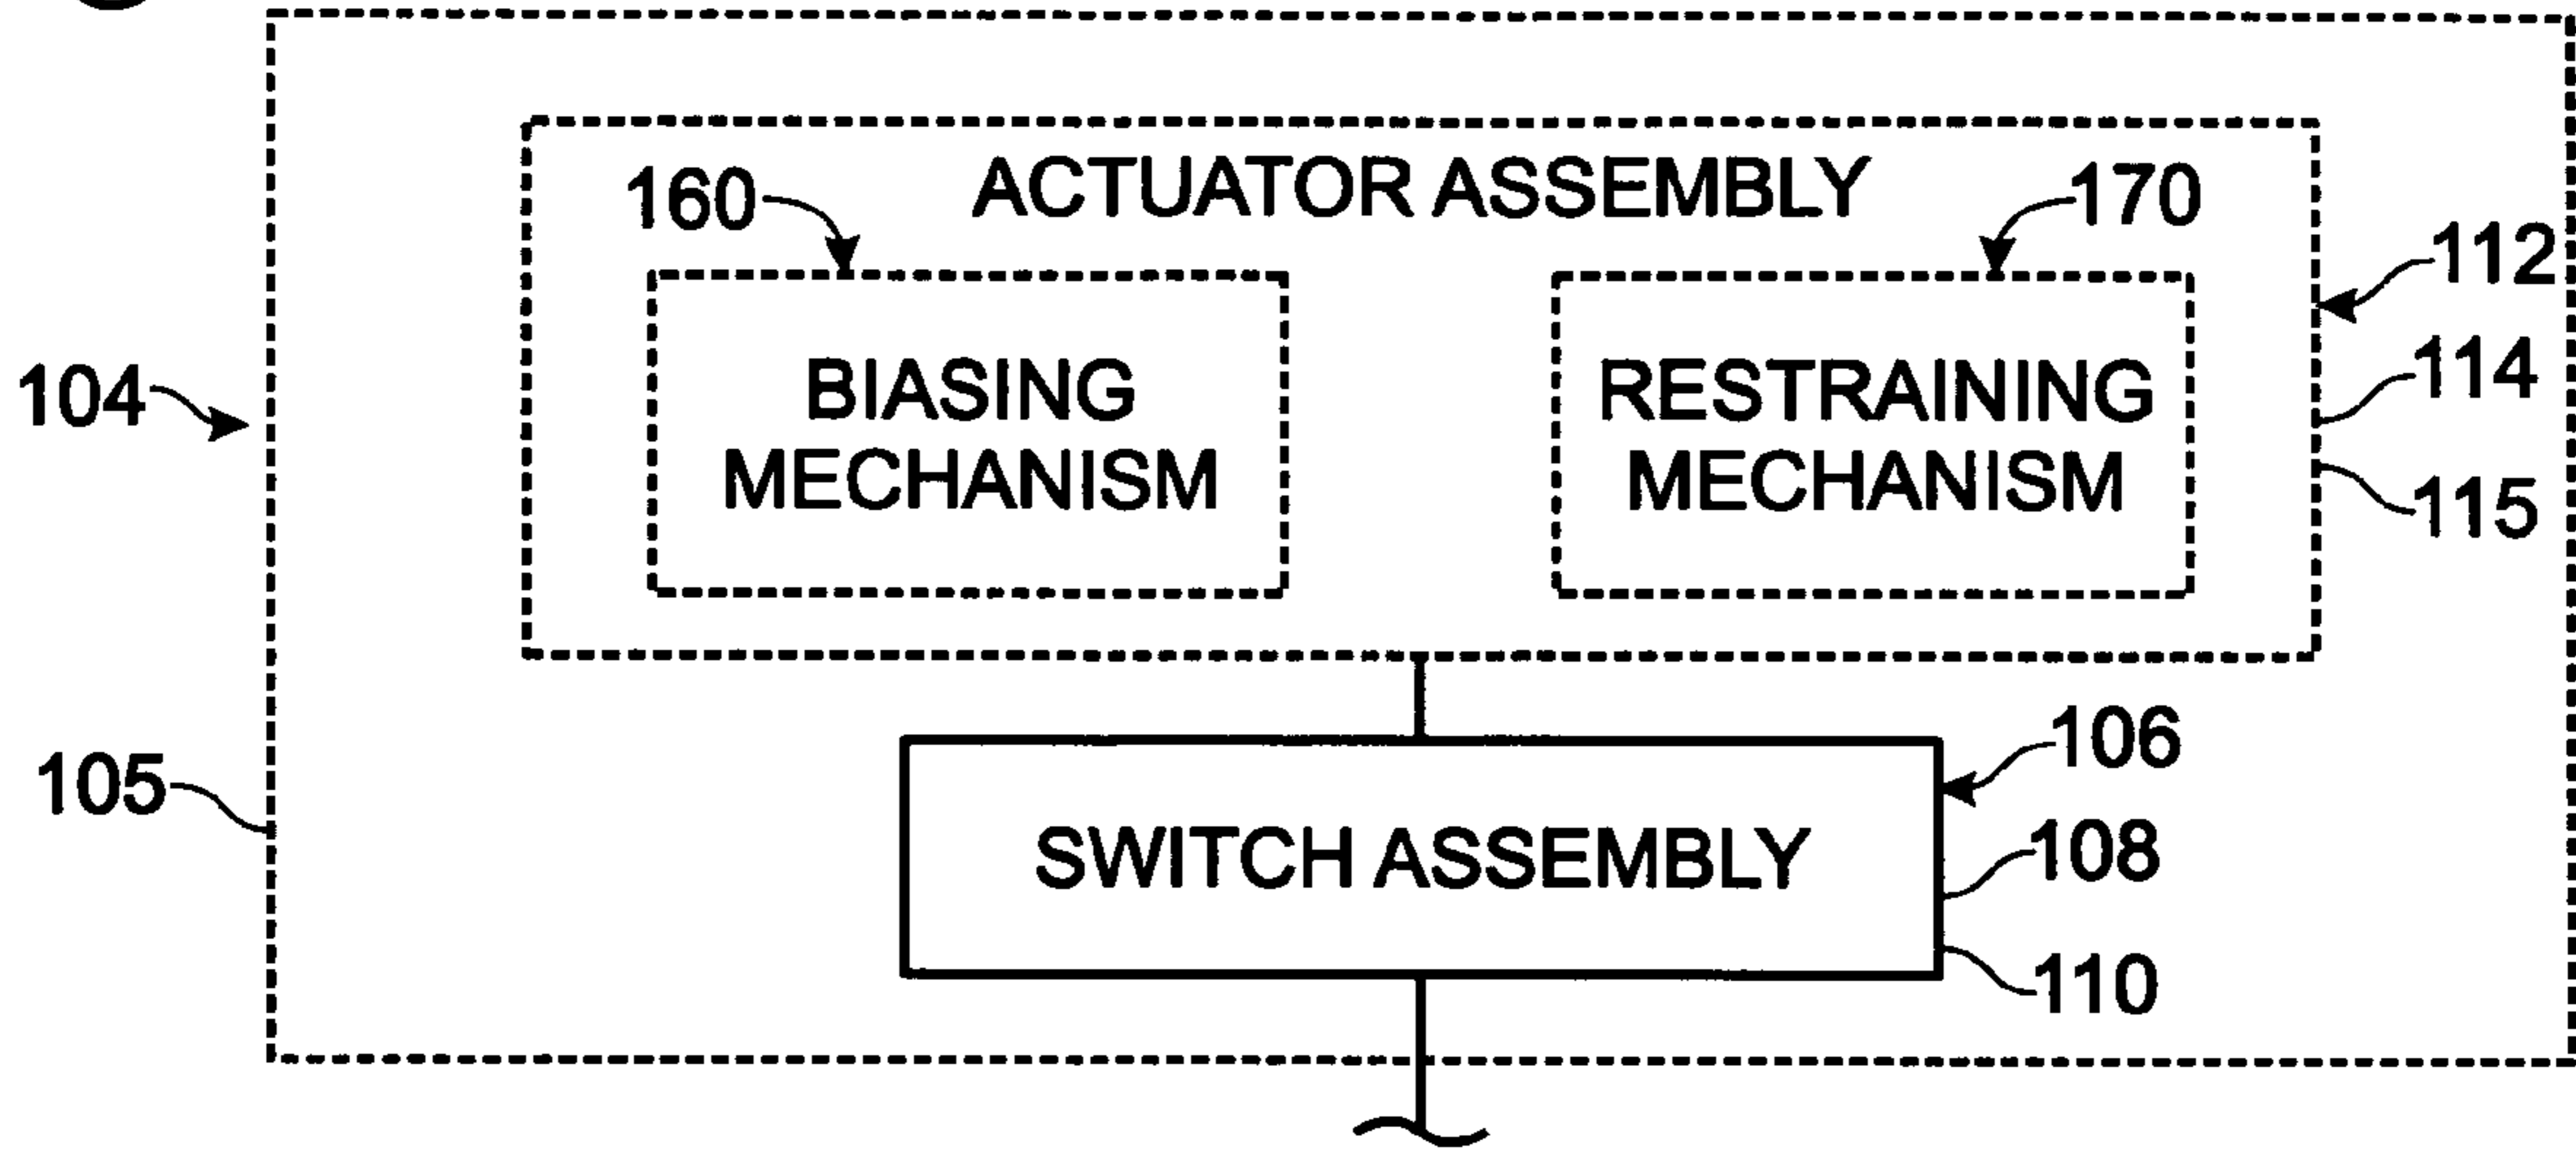 ACTUATOR ASSEMBLY
160
170
112
BIASING
MECHANISM
RESTRAINING
MECHANISM
104
114
115
106
105
SWITCH ASSEMBLY
108
110